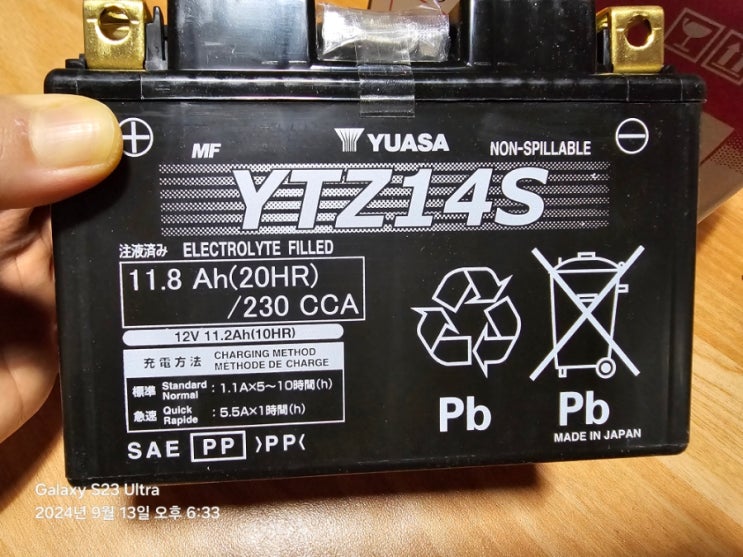 MF YUASA NON-SPILLABLE
YTZ14S
注液済み ELECTROLYTE FILLED
11.8 Ah(20HR)
/230 CCA
12V 11.2Ah(10HR)
充電方法 CHARGING METHOD
METHODE DE CHARGE
標準 Standard Normal : 1.1A×5~10時間(h)
急速 Quick Rapide : 5.5A×1時間(h)
SAE PP >PP<
Pb
Pb
MADE IN JAPAN
Galaxy S23 Ultra
2024년 9월 13일 오후 6:33